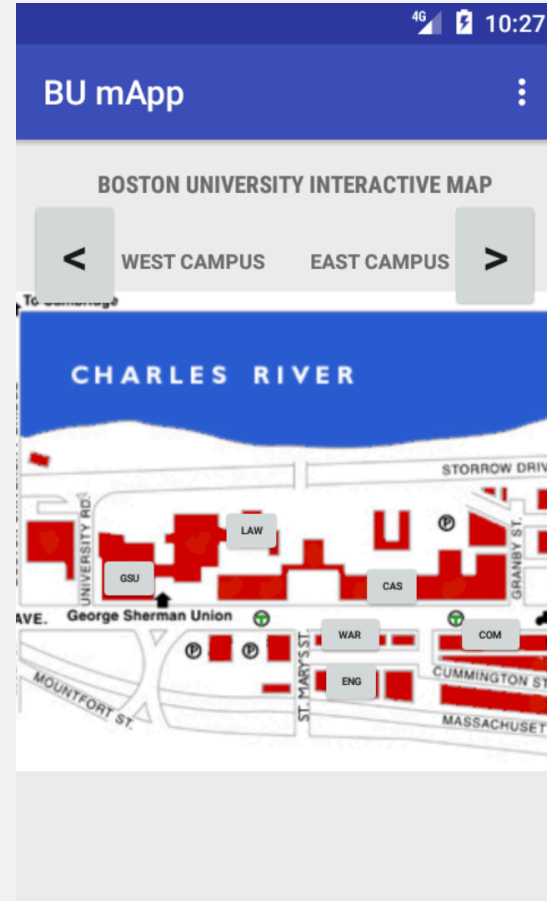 4G 10:27
BU mApp
BOSTON UNIVERSITY INTERACTIVE MAP
< WEST CAMPUS EAST CAMPUS >
To Cambridge
CHARLES RIVER
STORROW DRIV
UNIVERSITY RD.
LAW
P
GRANBY ST.
GSU
CAS
AVE. George Sherman Union T T
P P
ST. MARY'S ST.
WAR
COM
ENG
CUMMINGTON ST
MOUNTFORT ST.
MASSACHUSET